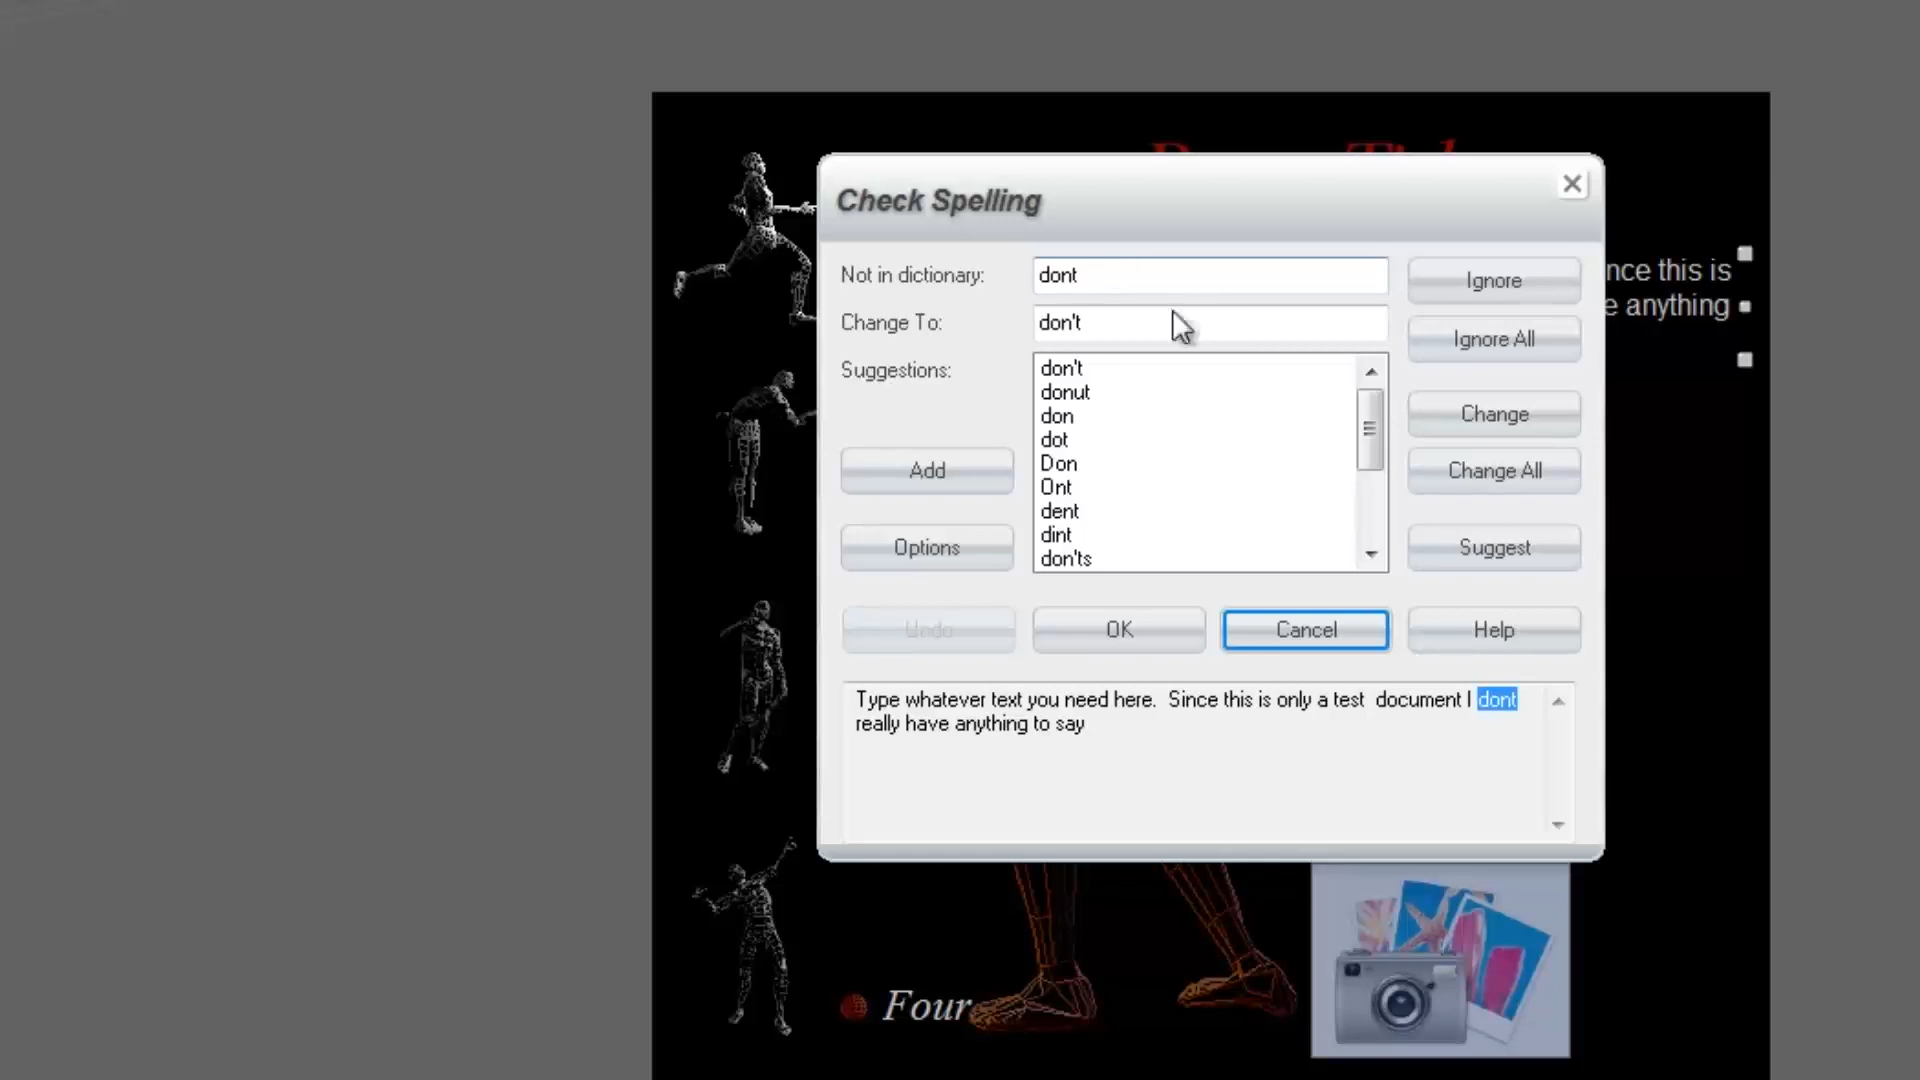 Check Spelling
Not in dictionary: dont
Change To: don't
Suggestions:
don't
donut
don
dot
Don
Ont
dent
dint
don'ts
Ignore
Ignore All
Change
Change All
Suggest
Add
Options
Undo
OK
Cancel
Help
Type whatever text you need here. Since this is only a test document I dont
really have anything to say
this is
anything
Four